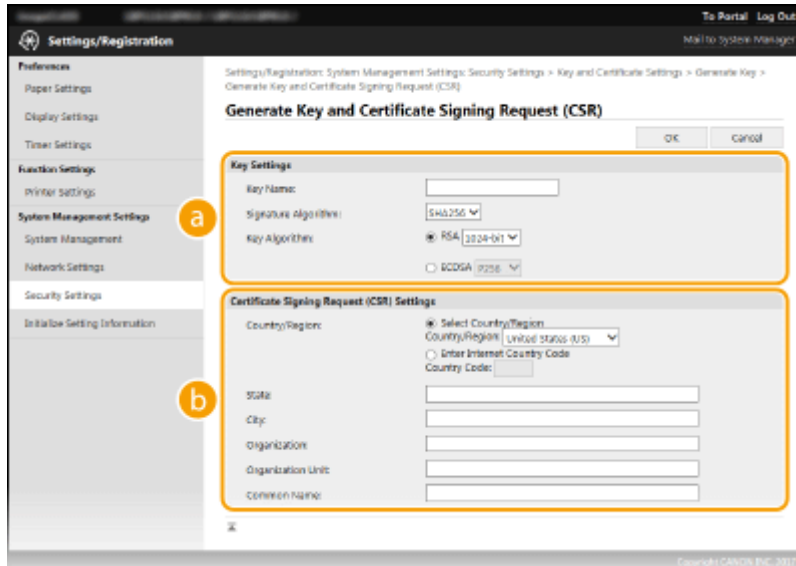 To Portal Log Out
Settings/Registration
Mail to System Manager
Preferences
Paper Settings
Display Settings
Timer Settings
Function Settings
Printer Settings
System Management Settings
System Management
Network Settings
Security Settings
Initialize Setting Information
Settings/Registration: System Management Settings: Security Settings > Key and Certificate Settings > Generate Key >
Generate Key and Certificate Signing Request (CSR)
Generate Key and Certificate Signing Request (CSR)
OK Cancel
a
Key Settings
Key Name:
Signature Algorithm: SHA256
Key Algorithm: RSA 1024-bit
ECDSA P256
b
Certificate Signing Request (CSR) Settings
Country/Region: Select Country/Region
Country/Region: United States (US)
Enter Internet Country Code
Country Code:
State:
City:
Organization:
Organization Unit:
Common Name:
Copyright CANON INC. 2017